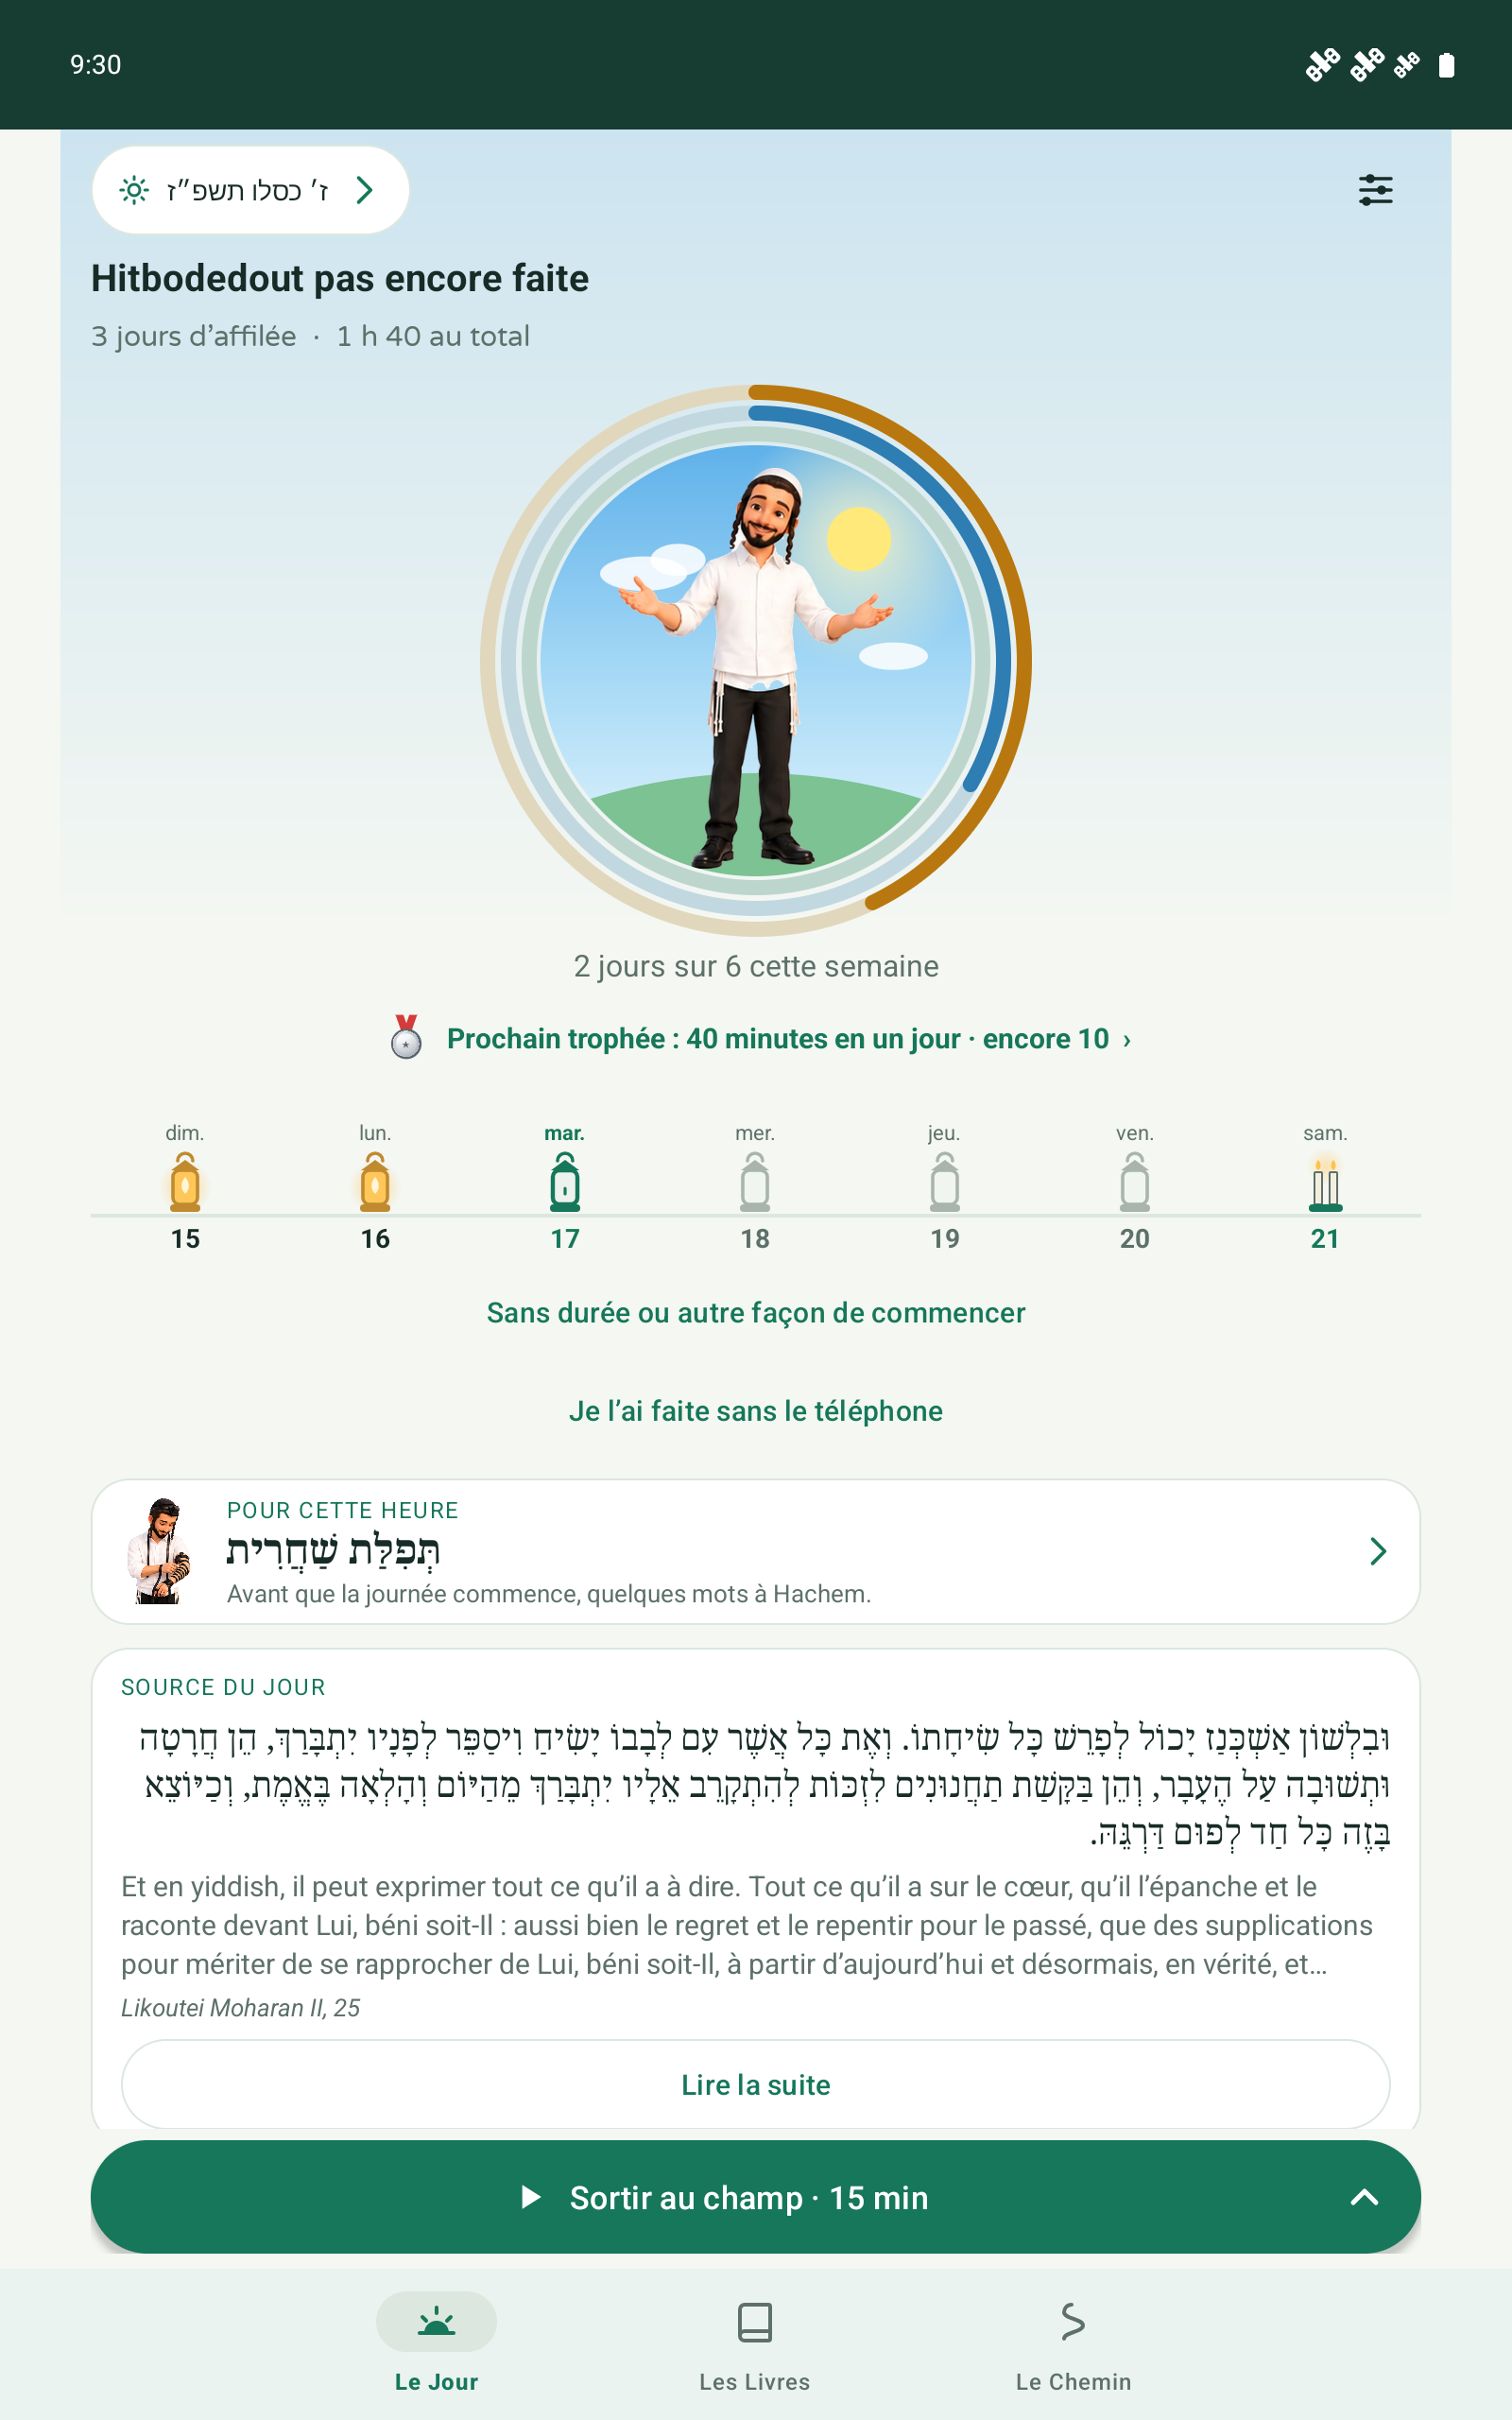 9:30
ז׳ כסלו תשפ״ז
Hitbodedout pas encore faite
3 jours d’affilée · 1 h 40 au total
2 jours sur 6 cette semaine
Prochain trophée : 40 minutes en un jour · encore 10 ›
dim. lun. mar. mer. jeu. ven. sam.
15 16 17 18 19 20 21
Sans durée ou autre façon de commencer
Je l’ai faite sans le téléphone
POUR CETTE HEURE
תְּפִלַּת שַׁחֲרִית
Avant que la journée commence, quelques mots à Hachem.
SOURCE DU JOUR
וּבִלְשׁוֹן אַשְׁכְּנַז יָכוֹל לְפָרֵשׁ כָּל שִׂיחָתוֹ. וְאֶת כָּל אֲשֶׁר עִם לְבָבוֹ יָשִׂיחַ וִיסַפֵּר לְפָנָיו יִתְבָּרַךְ, הֵן חֲרָטָה
וּתְשׁוּבָה עַל הֶעָבָר, וְהֵן בַּקָּשַׁת תַּחֲנוּנִים לִזְכּוֹת לְהִתְקָרֵב אֵלָיו יִתְבָּרַךְ מֵהַיּוֹם וְהָלְאָה בֶּאֱמֶת, וְכַיּוֹצֵא
בָּזֶה כָּל חַד לְפוּם דַּרְגֵּהּ.
Et en yiddish, il peut exprimer tout ce qu’il a à dire. Tout ce qu’il a sur le cœur, qu’il l’épanche et le
raconte devant Lui, béni soit-Il : aussi bien le regret et le repentir pour le passé, que des supplications
pour mériter de se rapprocher de Lui, béni soit-Il, à partir d’aujourd’hui et désormais, en vérité, et…
Likoutei Moharan II, 25
Lire la suite
Sortir au champ · 15 min
Le Jour Les Livres Le Chemin